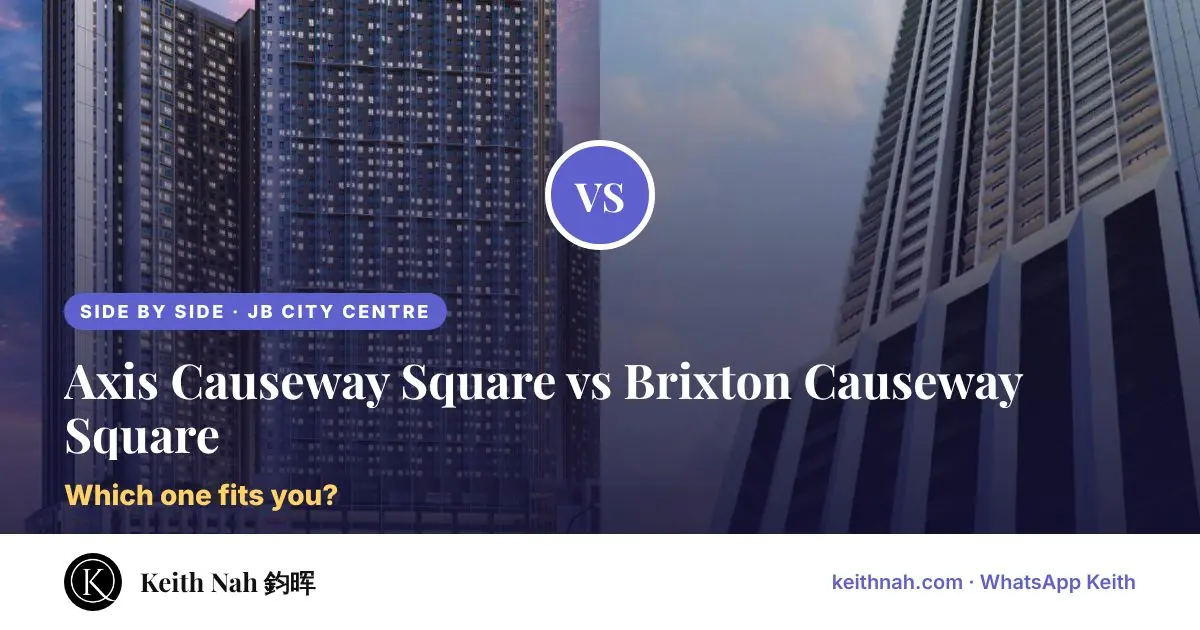 VS
SIDE BY SIDE · JB CITY CENTRE
Axis Causeway Square vs Brixton Causeway
Square
Which one fits you?
K
Keith Nah 鈞晖
keithnah.com · WhatsApp Keith